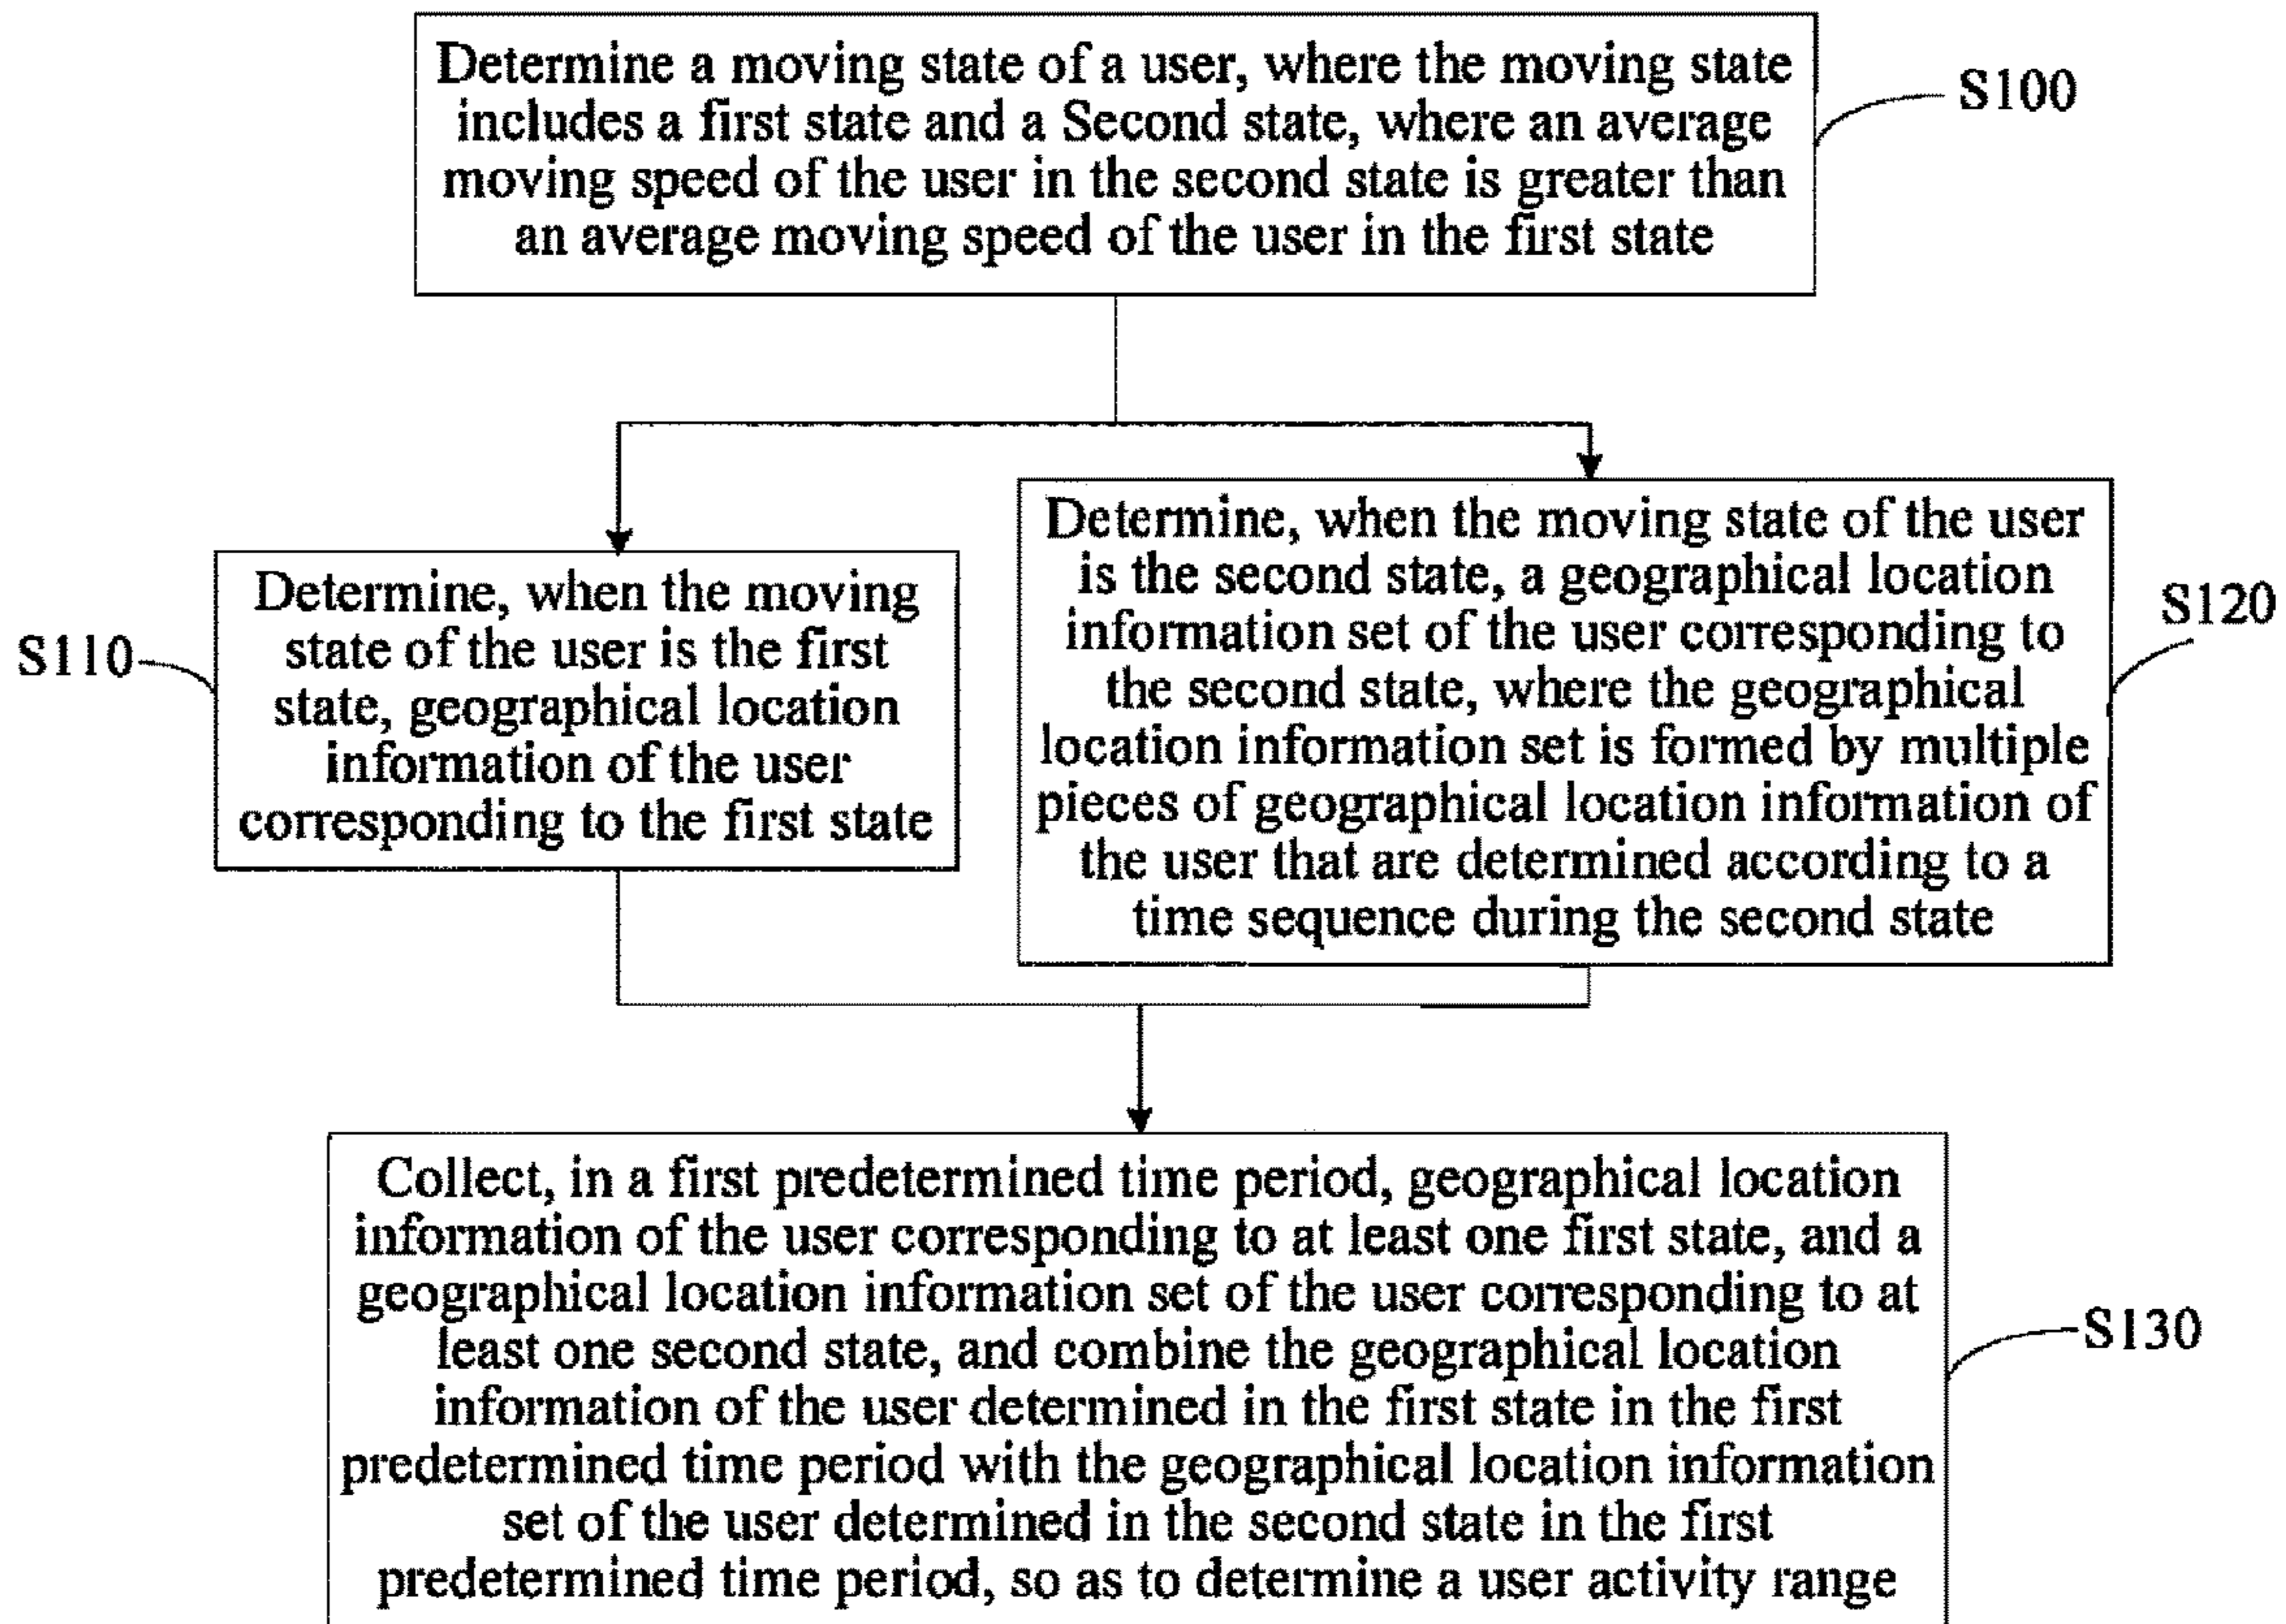 Determine a moving state of a user, where the moving state
includes a first state and a Second state, where an average
moving speed of the user in the second state is greater than
an average moving speed of the user in the first state
S100
Determine, when the moving
state of the user is the first
state, geographical location
information of the user
corresponding to the first state
S110
Determine, when the moving state of the user
is the second state, a geographical location
information set of the user corresponding to
the second state, where the geographical
location information set is formed by multiple
pieces of geographical location information of
the user that are determined according to a
time sequence during the second state
S120
Collect, in a first predetermined time period, geographical location
information of the user corresponding to at least one first state, and a
geographical location information set of the user corresponding to at
least one second state, and combine the geographical location
information of the user determined in the first state in the first
predetermined time period with the geographical location information
set of the user determined in the second state in the first
predetermined time period, so as to determine a user activity range
S130